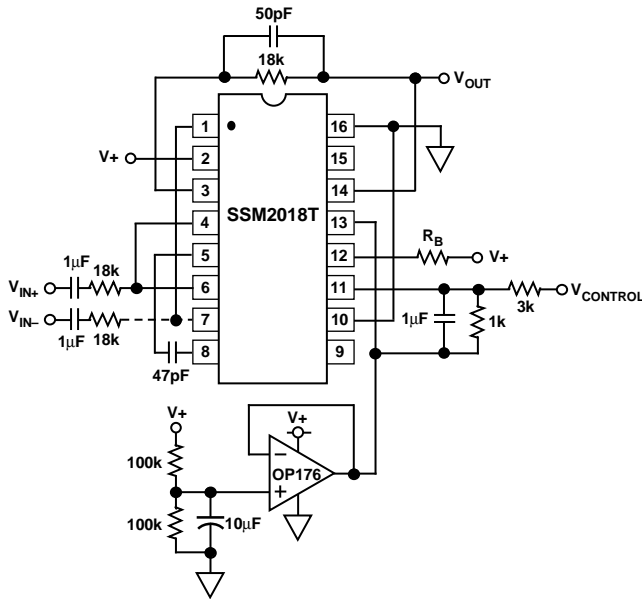 50pF
18k
V_OUT
1
16
V+
2
15
3
14
SSM2018T
4
13
5
12
R_B
V+
1μF
18k
V_IN+
6
11
3k
V_CONTROL
V_IN–
7
10
1μF
1k
1μF
18k
8
9
47pF
V+
V+
100k
–
OP176
+
100k
10μF